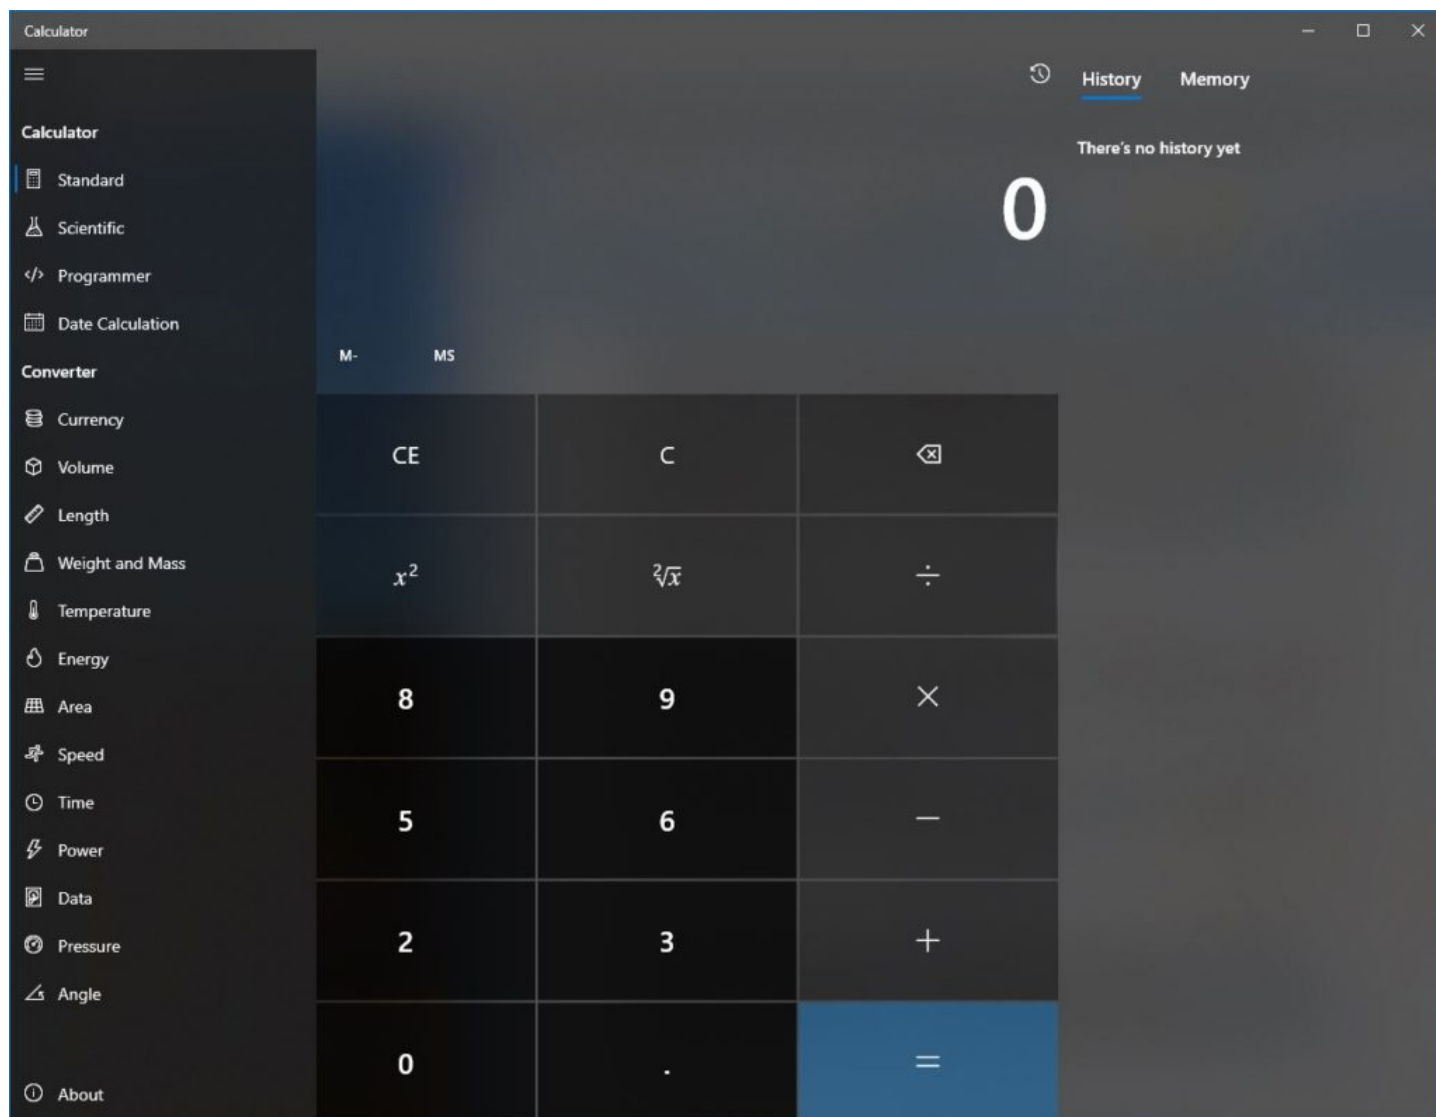 Calculator
History Memory
Calculator
There's no history yet
Standard
0
Scientific
Programmer
Date Calculation
M- MS
Converter
Currency
CE C
Volume
Length
Weight and Mass
x² ²√x ÷
Temperature
Energy
8 9 ×
Area
Speed
Time
5 6 −
Power
Data
2 3 +
Pressure
Angle
0 . =
About